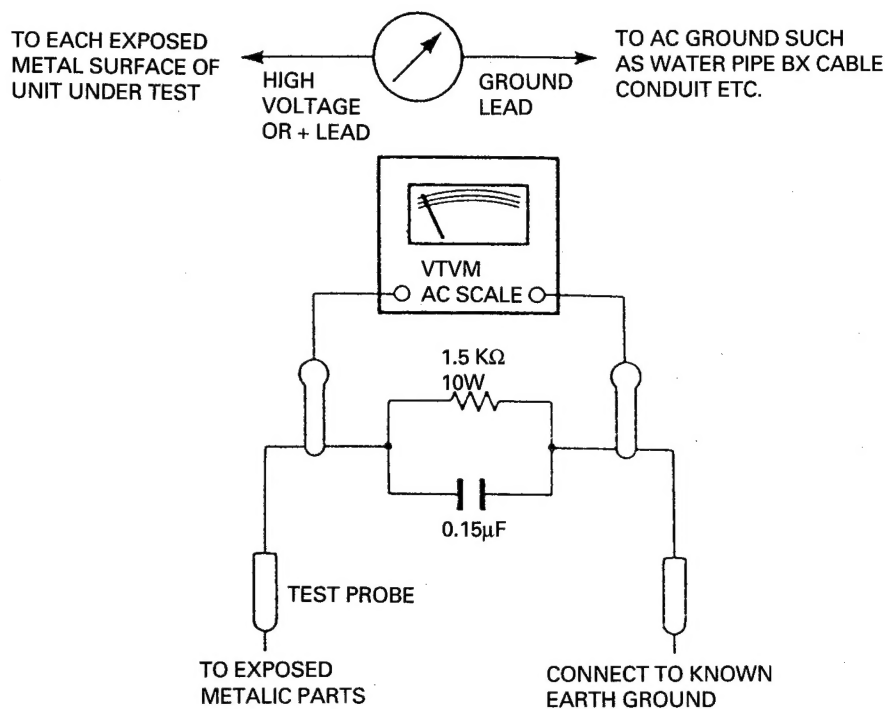 TO EACH EXPOSED
METAL SURFACE OF
UNIT UNDER TEST
HIGH
VOLTAGE
OR + LEAD
GROUND
LEAD
TO AC GROUND SUCH
AS WATER PIPE BX CABLE
CONDUIT ETC.
VTVM
AC SCALE
1.5 KΩ
10W
0.15µF
TEST PROBE
TO EXPOSED
METALIC PARTS
CONNECT TO KNOWN
EARTH GROUND